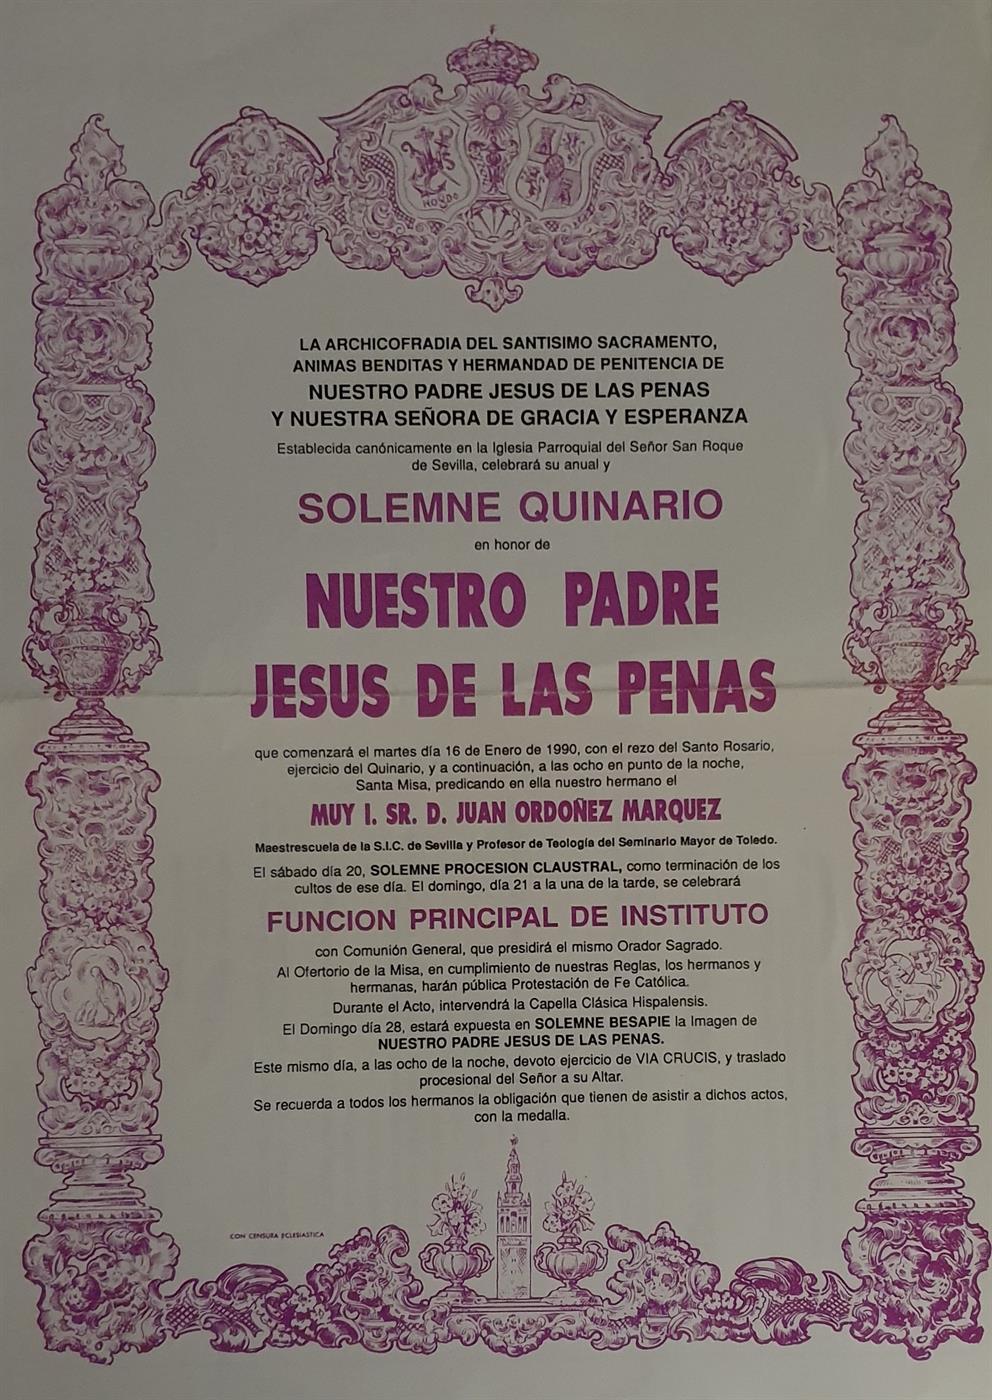 NO8DO
LA ARCHICOFRADIA DEL SANTISIMO SACRAMENTO,
ANIMAS BENDITAS Y HERMANDAD DE PENITENCIA DE
NUESTRO PADRE JESUS DE LAS PENAS
Y NUESTRA SEÑORA DE GRACIA Y ESPERANZA
Establecida canónicamente en la Iglesia Parroquial del Señor San Roque
de Sevilla, celebrará su anual y
SOLEMNE QUINARIO
en honor de
NUESTRO PADRE
JESUS DE LAS PENAS
que comenzará el martes día 16 de Enero de 1990, con el rezo del Santo Rosario,
ejercicio del Quinario, y a continuación, a las ocho en punto de la noche,
Santa Misa, predicando en ella nuestro hermano el
MUY I. SR. D. JUAN ORDOÑEZ MARQUEZ
Maestrescuela de la S.I.C. de Sevilla y Profesor de Teología del Seminario Mayor de Toledo.
El sábado día 20, SOLEMNE PROCESION CLAUSTRAL, como terminación de los
cultos de ese día. El domingo, día 21 a la una de la tarde, se celebrará
FUNCION PRINCIPAL DE INSTITUTO
con Comunión General, que presidirá el mismo Orador Sagrado.
Al Ofertorio de la Misa, en cumplimiento de nuestras Reglas, los hermanos y
hermanas, harán pública Protestación de Fe Católica.
Durante el Acto, intervendrá la Capella Clásica Hispalensis.
El Domingo día 28, estará expuesta en SOLEMNE BESAPIE la Imagen de
NUESTRO PADRE JESUS DE LAS PENAS.
Este mismo día, a las ocho de la noche, devoto ejercicio de VIA CRUCIS, y traslado
procesional del Señor a su Altar.
Se recuerda a todos los hermanos la obligación que tienen de asistir a dichos actos,
con la medalla.
CON CENSURA ECLESIASTICA